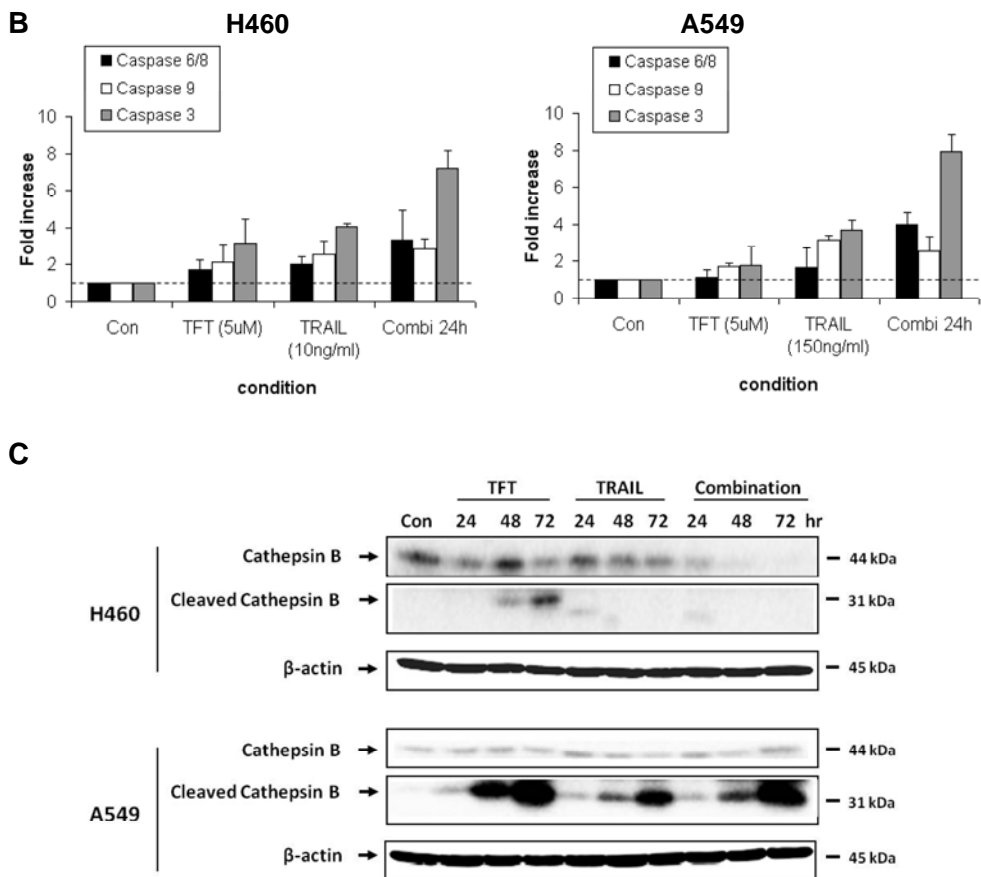 B
H460
A549
Caspase 6/8
Caspase 9
Caspase 3
Caspase 6/8
Caspase 9
Caspase 3
Fold increase
10
8
6
4
2
0
Con
TFT (5uM)
TRAIL
(10ng/ml)
Combi 24h
condition
Fold increase
10
8
6
4
2
0
Con
TFT (5uM)
TRAIL
(150ng/ml)
Combi 24h
condition
C
TFT TRAIL Combination
Con 24 48 72 24 48 72 24 48 72 hr
H460
Cathepsin B 44 kDa
Cleaved Cathepsin B 31 kDa
β-actin 45 kDa
A549
Cathepsin B 44 kDa
Cleaved Cathepsin B 31 kDa
β-actin 45 kDa